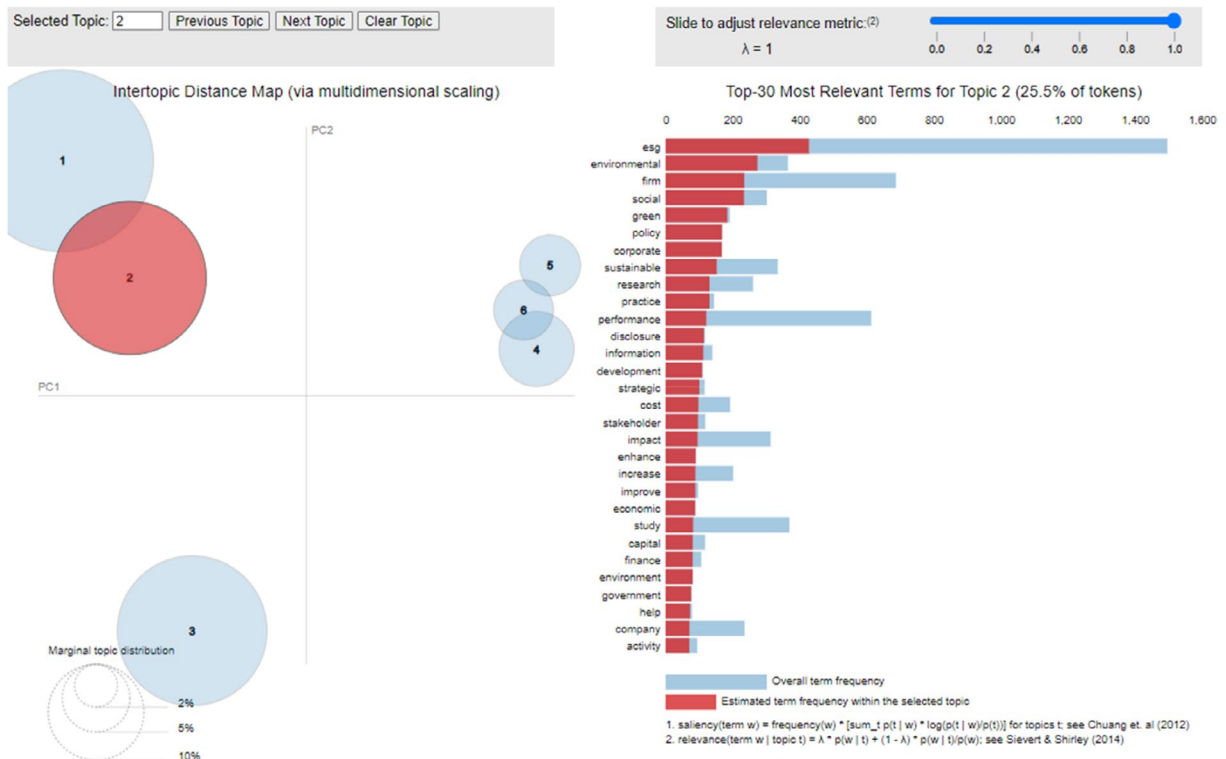 Selected Topic: 2 Previous Topic Next Topic Clear Topic
Slide to adjust relevance metric:(2)
λ = 1
0.0 0.2 0.4 0.6 0.8 1.0
Intertopic Distance Map (via multidimensional scaling)
PC2
PC1
1
2
5
6
4
3
Marginal topic distribution
2%
5%
10%
Top-30 Most Relevant Terms for Topic 2 (25.5% of tokens)
0 200 400 600 800 1,000 1,200 1,400 1,600
esg
environmental
firm
social
green
policy
corporate
sustainable
research
practice
performance
disclosure
information
development
strategic
cost
stakeholder
impact
enhance
increase
improve
economic
study
capital
finance
environment
government
help
company
activity
Overall term frequency
Estimated term frequency within the selected topic
1. saliency(term w) = frequency(w) * [sum_t p(t | w) * log(p(t | w)/p(t))] for topics t; see Chuang et. al (2012)
2. relevance(term w | topic t) = λ * p(w | t) + (1 - λ) * p(w | t)/p(w); see Sievert & Shirley (2014)